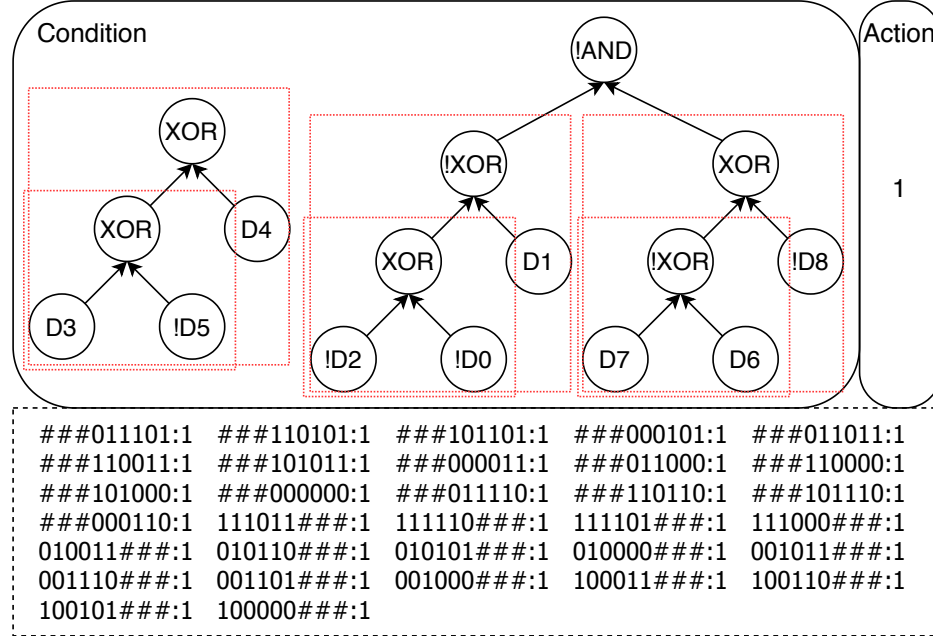 Condition
Action
!AND
XOR
!XOR
XOR
1
XOR
D4
XOR
D1
!XOR
!D8
D3
!D5
!D2
!D0
D7
D6
###011101:1 ###110101:1 ###101101:1 ###000101:1 ###011011:1
###110011:1 ###101011:1 ###000011:1 ###011000:1 ###110000:1
###101000:1 ###000000:1 ###011110:1 ###110110:1 ###101110:1
###000110:1 111011###:1 111110###:1 111101###:1 111000###:1
010011###:1 010110###:1 010101###:1 010000###:1 001011###:1
001110###:1 001101###:1 001000###:1 100011###:1 100110###:1
100101###:1 100000###:1